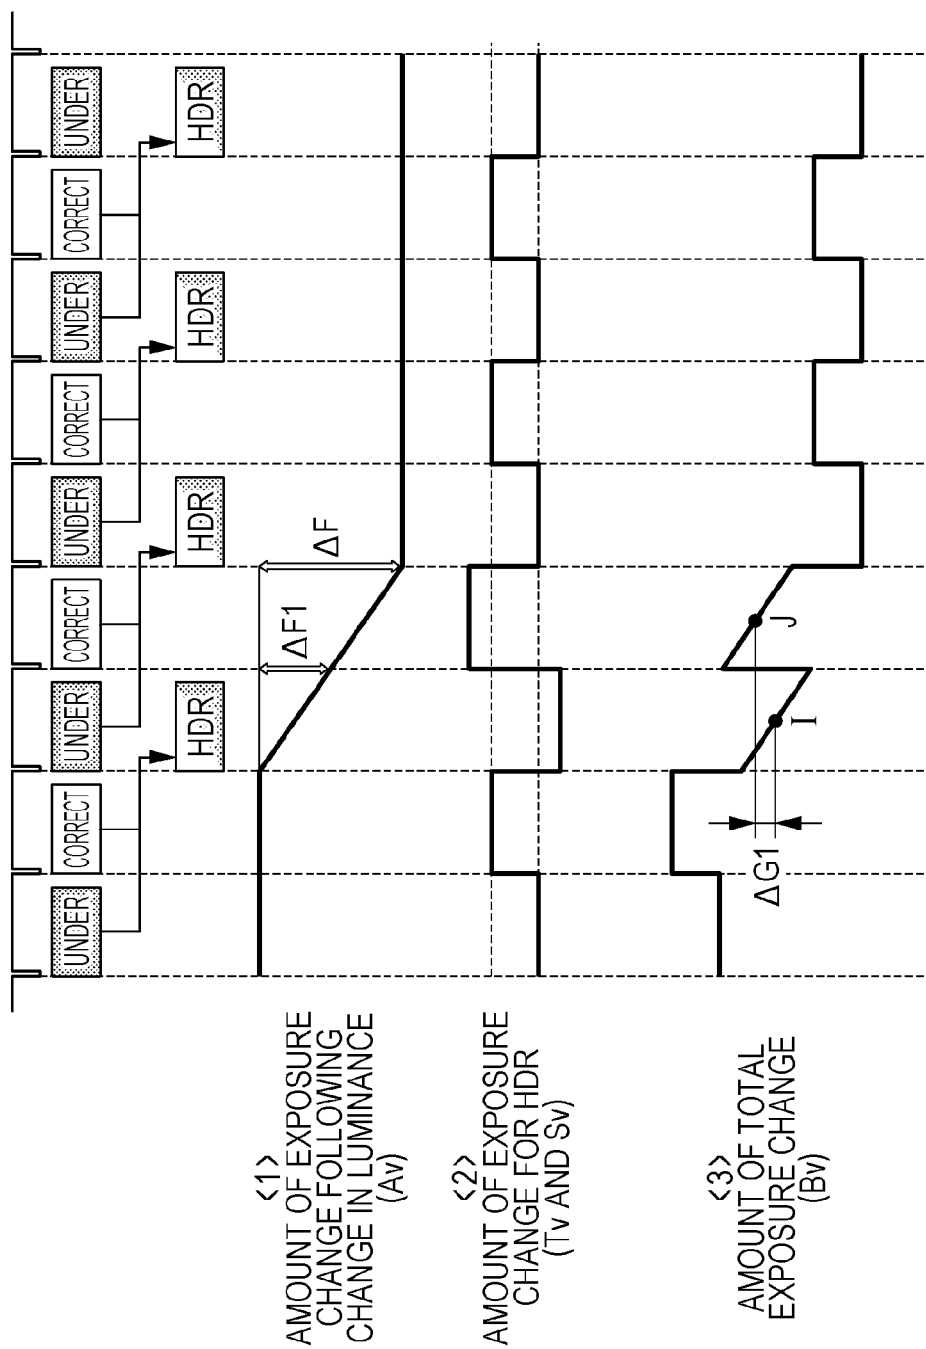 UNDER
CORRECT
UNDER
CORRECT
UNDER
CORRECT
UNDER
CORRECT
UNDER
HDR
HDR
HDR
HDR
<1>
AMOUNT OF EXPOSURE
CHANGE FOLLOWING
CHANGE IN LUMINANCE
(Av)
ΔF1
ΔF
<2>
AMOUNT OF EXPOSURE
CHANGE FOR HDR
(Tv AND Sv)
<3>
AMOUNT OF TOTAL
EXPOSURE CHANGE
(Bv)
ΔG1
I
J